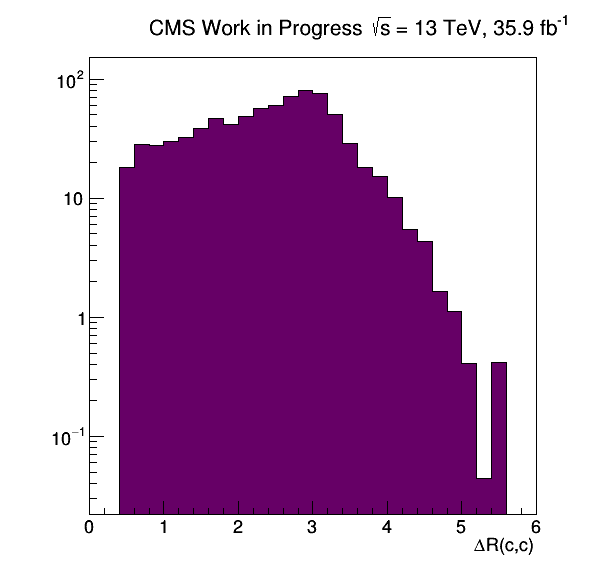 CMS Work in Progress √s = 13 TeV, 35.9 fb⁻¹
10²
10
1
10⁻¹
0 1 2 3 4 5 6
ΔR(c,c)